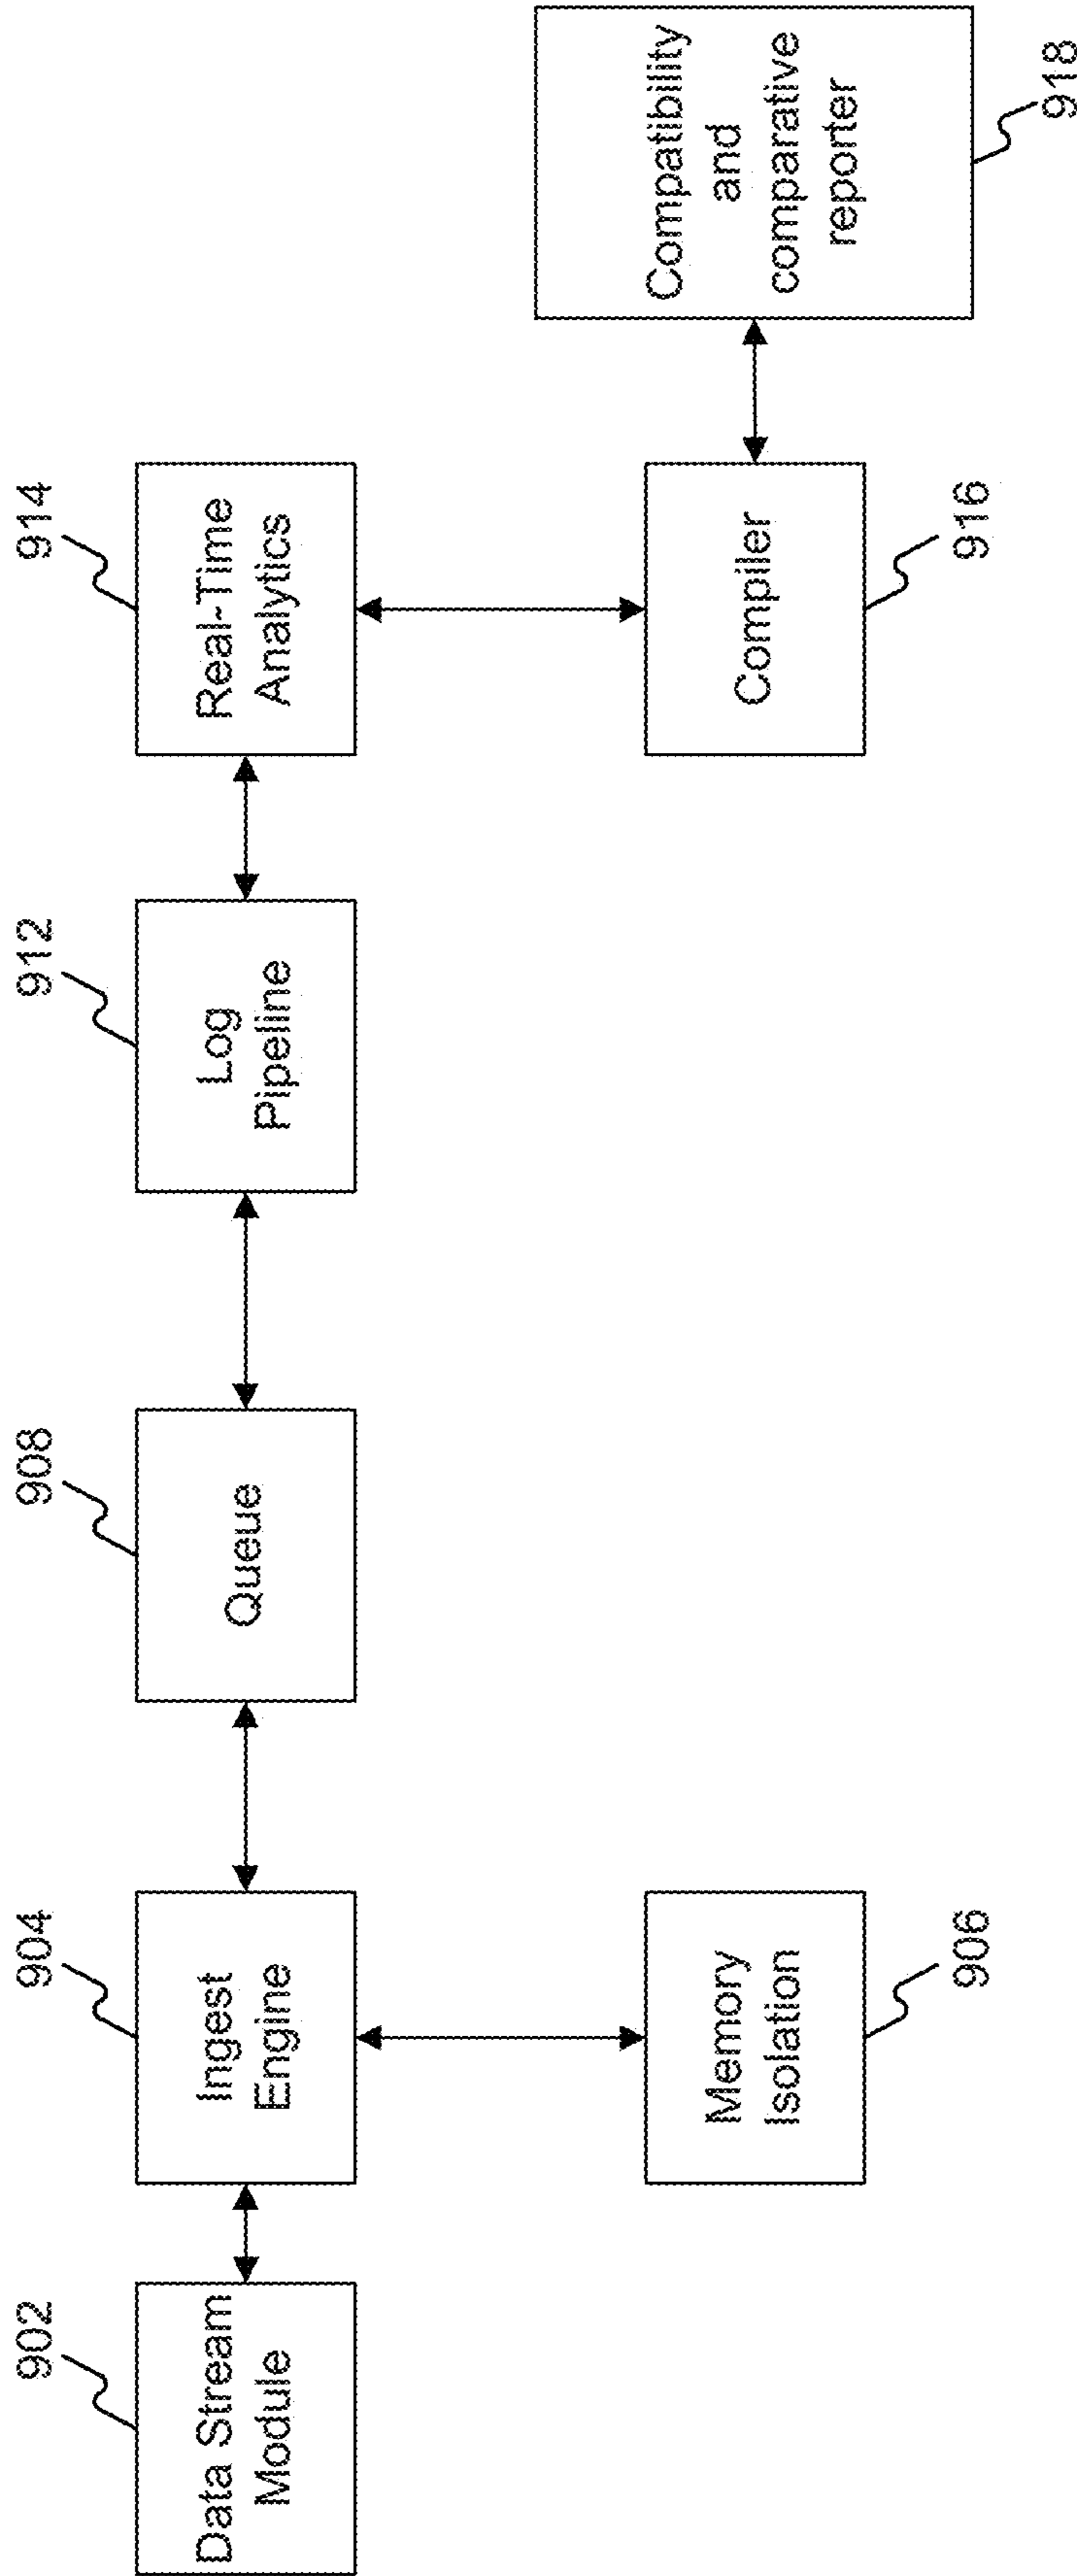 902
Data Stream
Module
904
Ingest
Engine
908
Queue
912
Log
Pipeline
914
Real-Time
Analytics
Memory
Isolation
906
Compiler
916
Compatibility
and
comparative
reporter
918